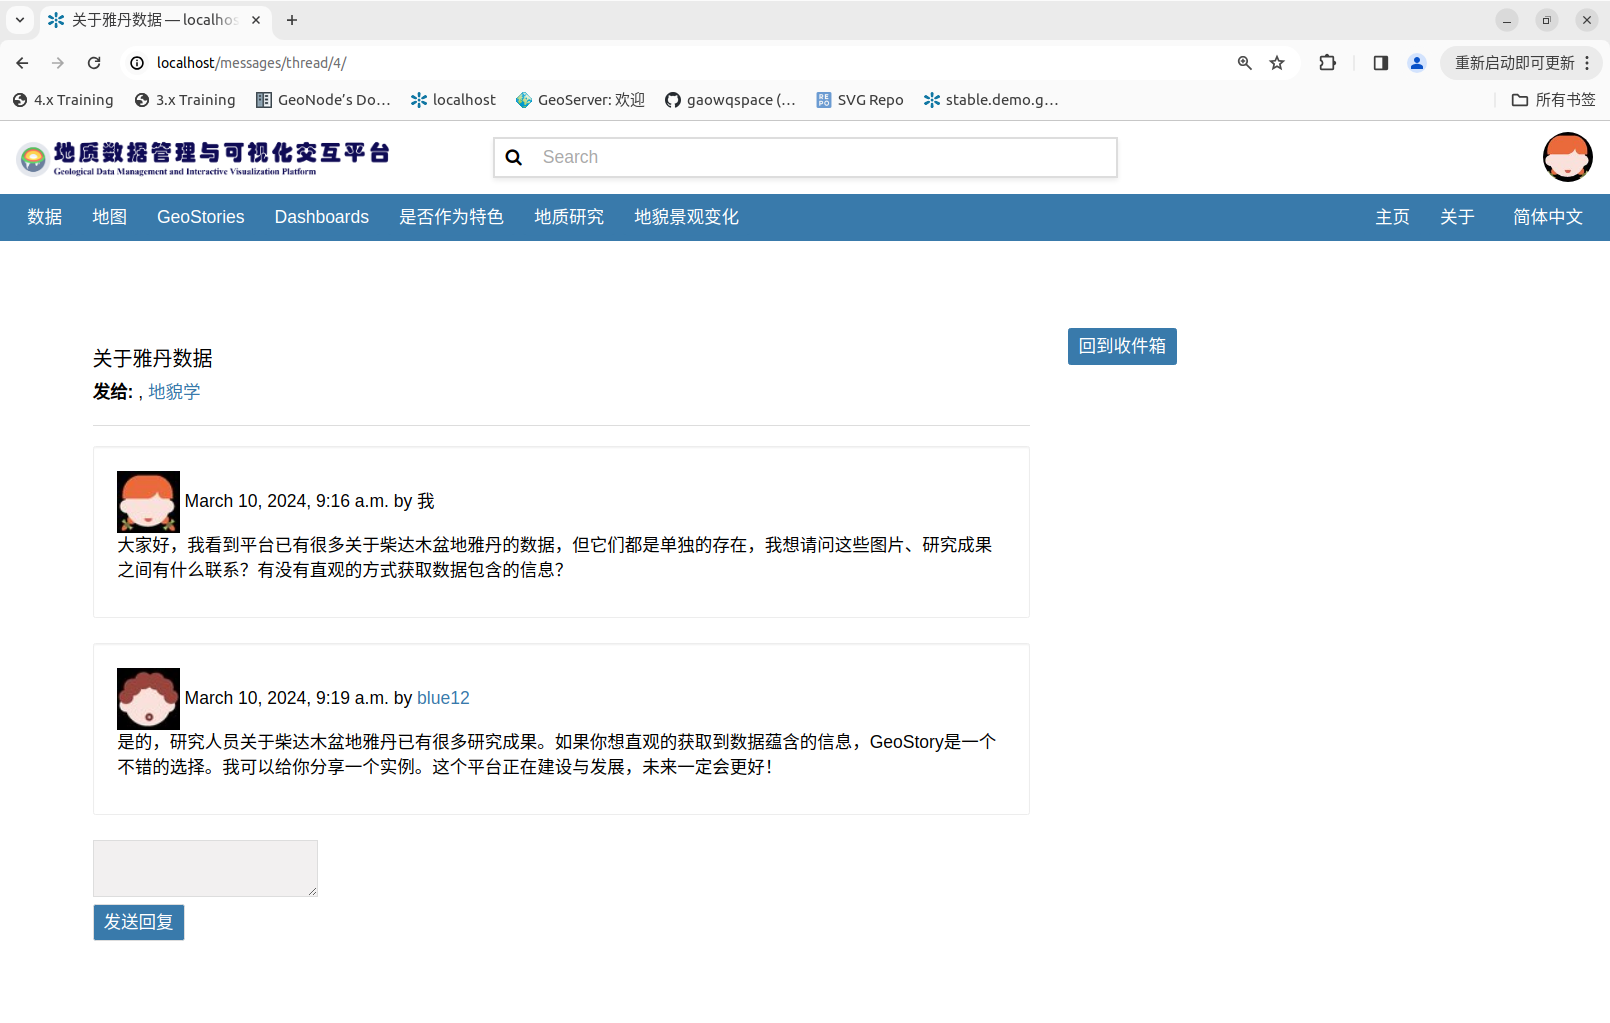 关于雅丹数据 — localhos
localhost/messages/thread/4/
重新启动即可更新
4.x Training
3.x Training
GeoNode’s Do…
localhost
GeoServer: 欢迎
gaowqspace (…
SVG Repo
stable.demo.g…
所有书签
地质数据管理与可视化交互平台
Geological Data Management and Interactive Visualization Platform
Search
数据 地图 GeoStories Dashboards 是否作为特色 地质研究 地貌景观变化 主页 关于 简体中文
关于雅丹数据
回到收件箱
发给: , 地貌学
March 10, 2024, 9:16 a.m. by 我
大家好，我看到平台已有很多关于柴达木盆地雅丹的数据，但它们都是单独的存在，我想请问这些图片、研究成果
之间有什么联系？有没有直观的方式获取数据包含的信息？
March 10, 2024, 9:19 a.m. by blue12
是的，研究人员关于柴达木盆地雅丹已有很多研究成果。如果你想直观的获取到数据蕴含的信息，GeoStory是一个
不错的选择。我可以给你分享一个实例。这个平台正在建设与发展，未来一定会更好！
发送回复